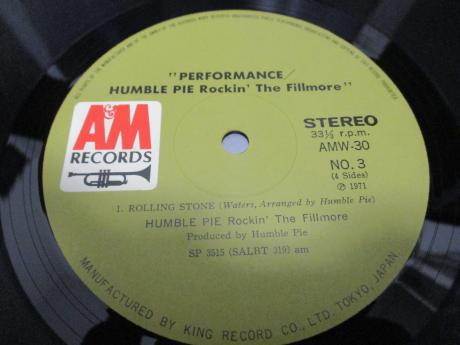 "PERFORMANCE/
HUMBLE PIE Rockin' The Fillmore"
A&M
RECORDS
STEREO
33⅓ r.p.m.
AMW-30
NO. 3
(4 Sides)
Ⓟ 1971
1. ROLLING STONE (Waters, Arranged by Humble Pie)
HUMBLE PIE Rockin' The Fillmore
Produced by Humble Pie
SP 3515 (SALBT 319) am
MANUFACTURED BY KING RECORD CO., LTD. TOKYO, JAPAN